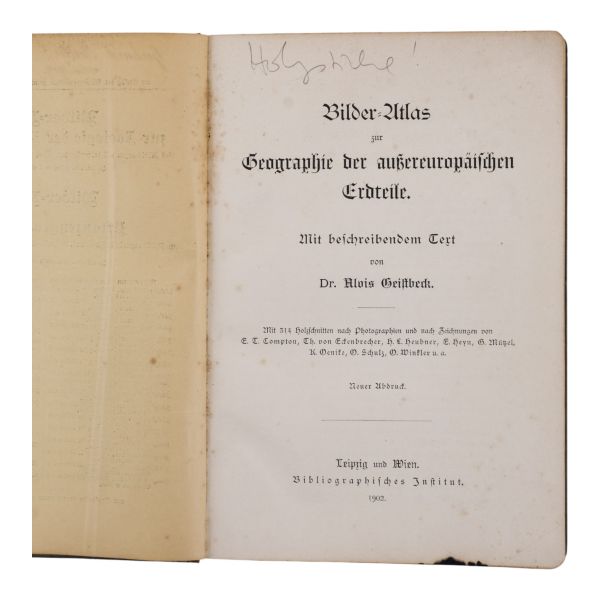 Holzstiche!
Bilder-Atlas
zur
Geographie der außereuropäischen
Erdteile.
Mit beschreibendem Text
von
Dr. Alois Geistbeck.
Mit 314 Holzschnitten nach Photographien und nach Zeichnungen von
E. T. Compton, Th. von Eckenbrecher, H. L. Heubner, E. Heyn, G. Mützel,
K. Oenike, O. Schulz, O. Winkler u. a.
Neuer Abdruck.
Leipzig und Wien.
Bibliographisches Institut.
1902.